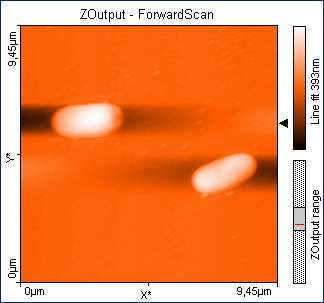 ZOutput - ForwardScan
9,45µm
Y*
0µm
0µm
X*
9,45µm
Line fit 393nm
ZOutput range